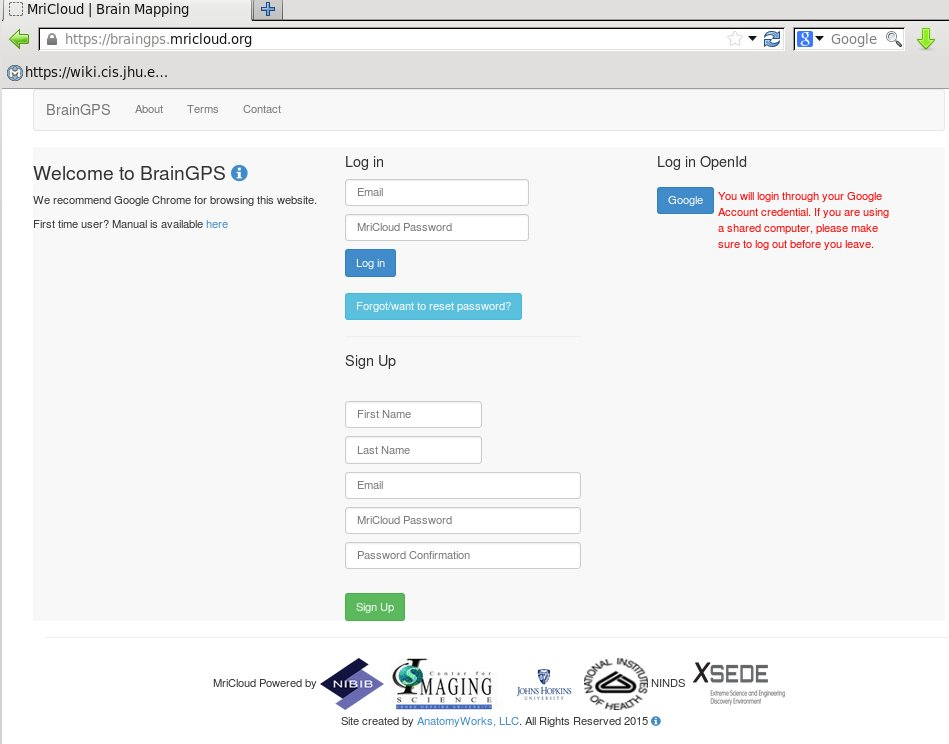 MriCloud | Brain Mapping
https://braingps.mricloud.org
Google
https://wiki.cis.jhu.e...
BrainGPS About Terms Contact
Welcome to BrainGPS
We recommend Google Chrome for browsing this website.
First time user? Manual is available here
Log in
Email
MriCloud Password
Log in
Forgot/want to reset password?
Sign Up
First Name
Last Name
Email
MriCloud Password
Password Confirmation
Sign Up
Log in OpenId
Google
You will login through your Google
Account credential. If you are using
a shared computer, please make
sure to log out before you leave.
MriCloud Powered by
NIBIB
Center for
IMAGING
SCIENCE
JOHNS HOPKINS UNIVERSITY
JOHNS HOPKINS
UNIVERSITY
NATIONAL INSTITUTES OF HEALTH
NINDS
XSEDE
Extreme Science and Engineering
Discovery Environment
Site created by AnatomyWorks, LLC. All Rights Reserved 2015